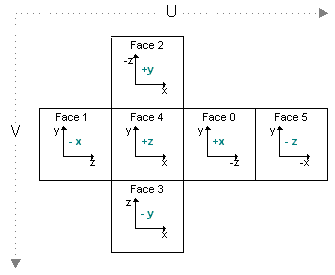 U
V
Face 2
-z
+y
x
Face 1
y
- x
z
Face 4
y
+z
x
Face 0
y
+x
-z
Face 5
y
- z
-x
Face 3
z
- y
x